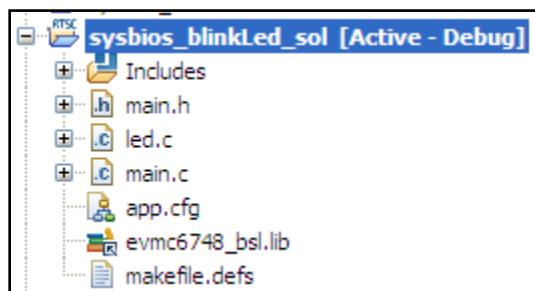 RTSC
sysbios_blinkLed_sol [Active - Debug]
Includes
.h main.h
.c led.c
.c main.c
app.cfg
evmc6748_bsl.lib
makefile.defs